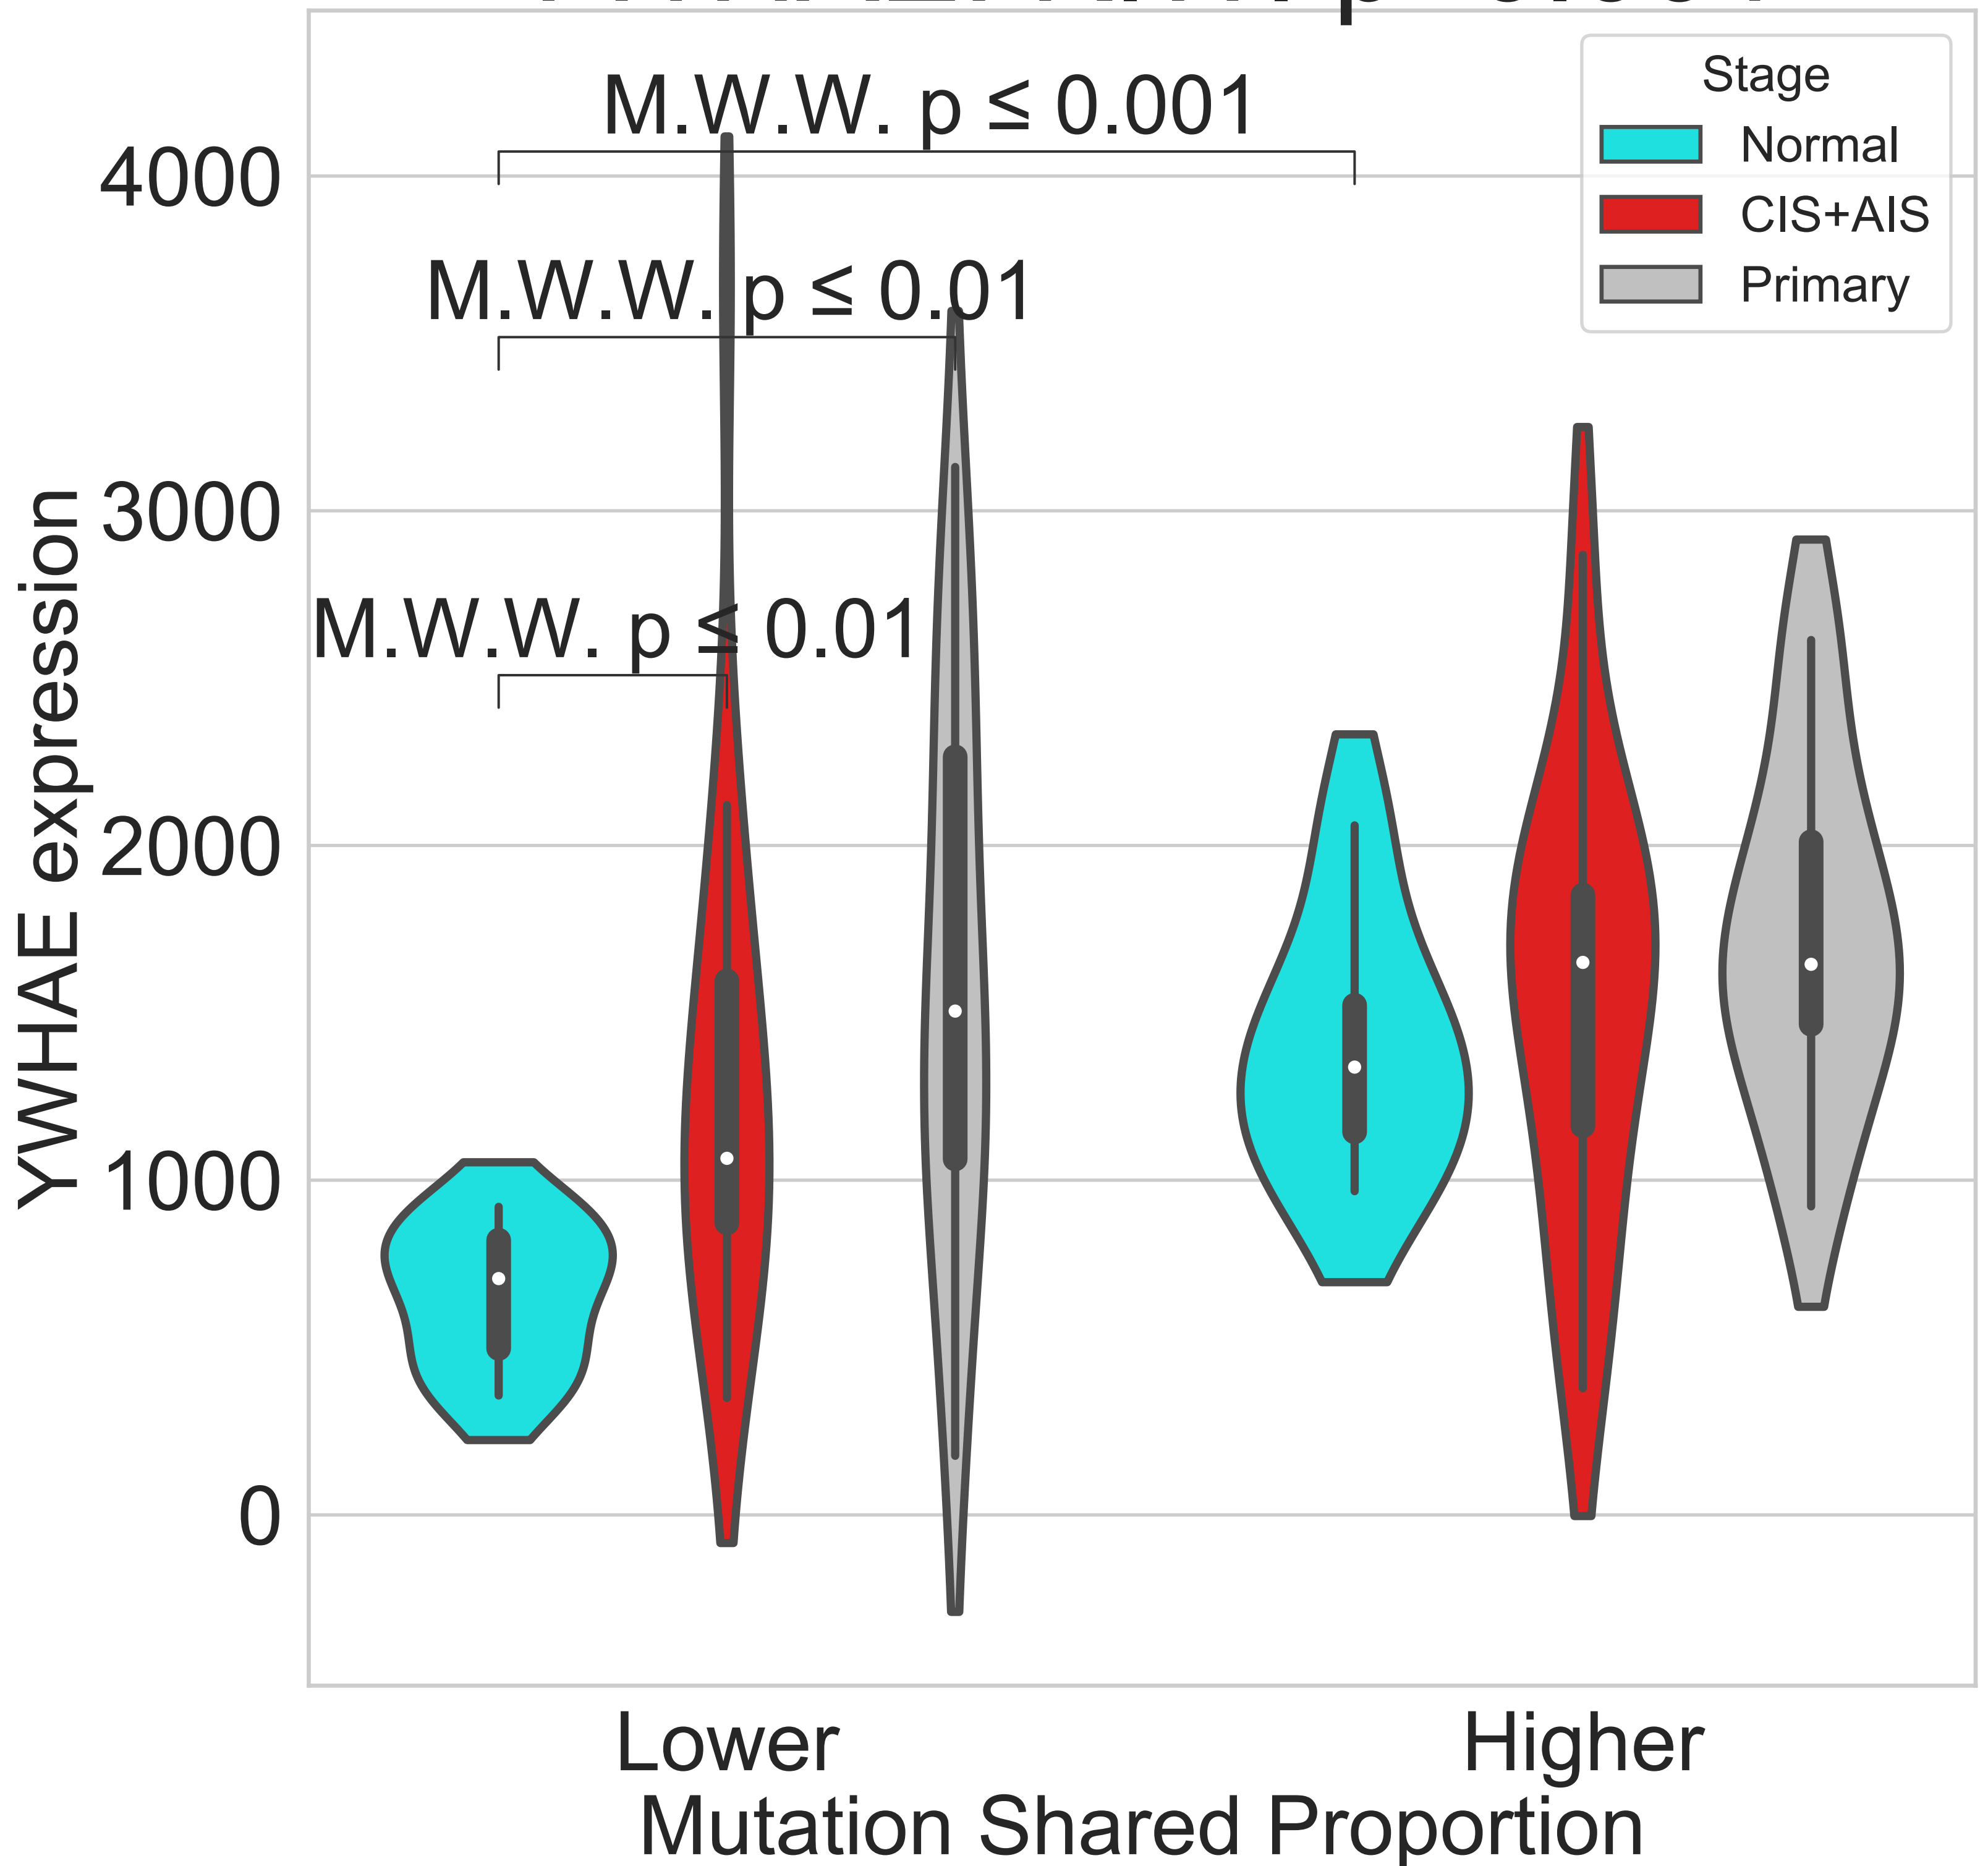 M.W.W. p ≤ 0.001
Stage
Normal
CIS+AIS
Primary
M.W.W. p ≤ 0.01
M.W.W. p ≤ 0.01
4000
3000
2000
1000
0
YWHAE expression
Lower
Higher
Mutation Shared Proportion